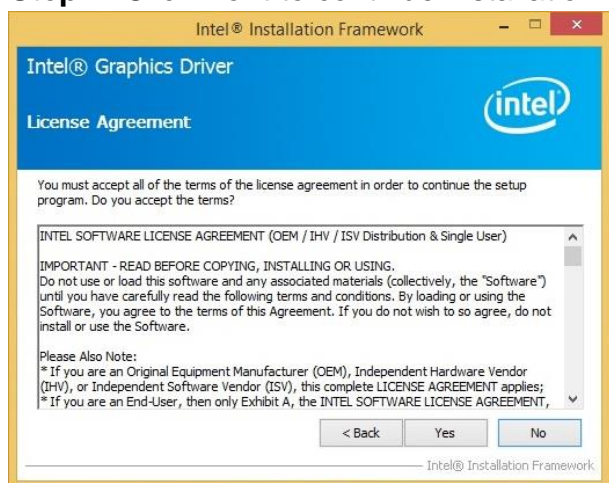 Intel® Installation Framework
Intel® Graphics Driver
intel
License Agreement
You must accept all of the terms of the license agreement in order to continue the setup
program. Do you accept the terms?
INTEL SOFTWARE LICENSE AGREEMENT (OEM / IHV / ISV Distribution & Single User)
IMPORTANT - READ BEFORE COPYING, INSTALLING OR USING.
Do not use or load this software and any associated materials (collectively, the "Software")
until you have carefully read the following terms and conditions. By loading or using the
Software, you agree to the terms of this Agreement. If you do not wish to so agree, do not
install or use the Software.
Please Also Note:
* If you are an Original Equipment Manufacturer (OEM), Independent Hardware Vendor
(IHV), or Independent Software Vendor (ISV), this complete LICENSE AGREEMENT applies;
* If you are an End-User, then only Exhibit A, the INTEL SOFTWARE LICENSE AGREEMENT,
< Back Yes No
Intel® Installation Framework